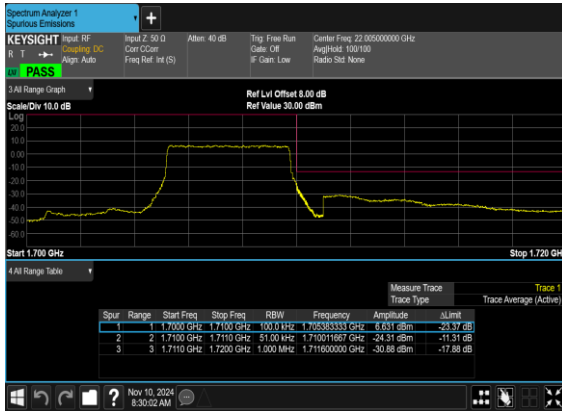 Spectrum Analyzer 1
Spurious Emissions
KEYSIGHT Input: RF Input Z: 50 Ω Atten: 40 dB Trig: Free Run Center Freq: 22.005000000 GHz
R T Coupling: DC Corr CCorr Gate: Off Avg|Hold: 100/100
Align: Auto Freq Ref: Int (S) IF Gain: Low Radio Std: None
LXI PASS
3 All Range Graph
Ref Lvl Offset 8.00 dB
Scale/Div 10.0 dB Ref Value 30.00 dBm
Log
20.0
10.0
0.00
-10.0
-20.0
-30.0
-40.0
-50.0
-60.0
Start 1.700 GHz Stop 1.720 GH
4 All Range Table
Measure Trace Trace 1
Trace Type Trace Average (Active)
Spur Range Start Freq Stop Freq RBW Frequency Amplitude ΔLimit
1 1 1.7000 GHz 1.7100 GHz 100.0 kHz 1.705383333 GHz 6.631 dBm -23.37 dB
2 2 1.7100 GHz 1.7110 GHz 51.00 kHz 1.710011667 GHz -24.31 dBm -11.31 dB
3 3 1.7110 GHz 1.7200 GHz 1.000 MHz 1.711600000 GHz -30.88 dBm -17.88 dB
? Nov 10, 2024
8:30:02 AM